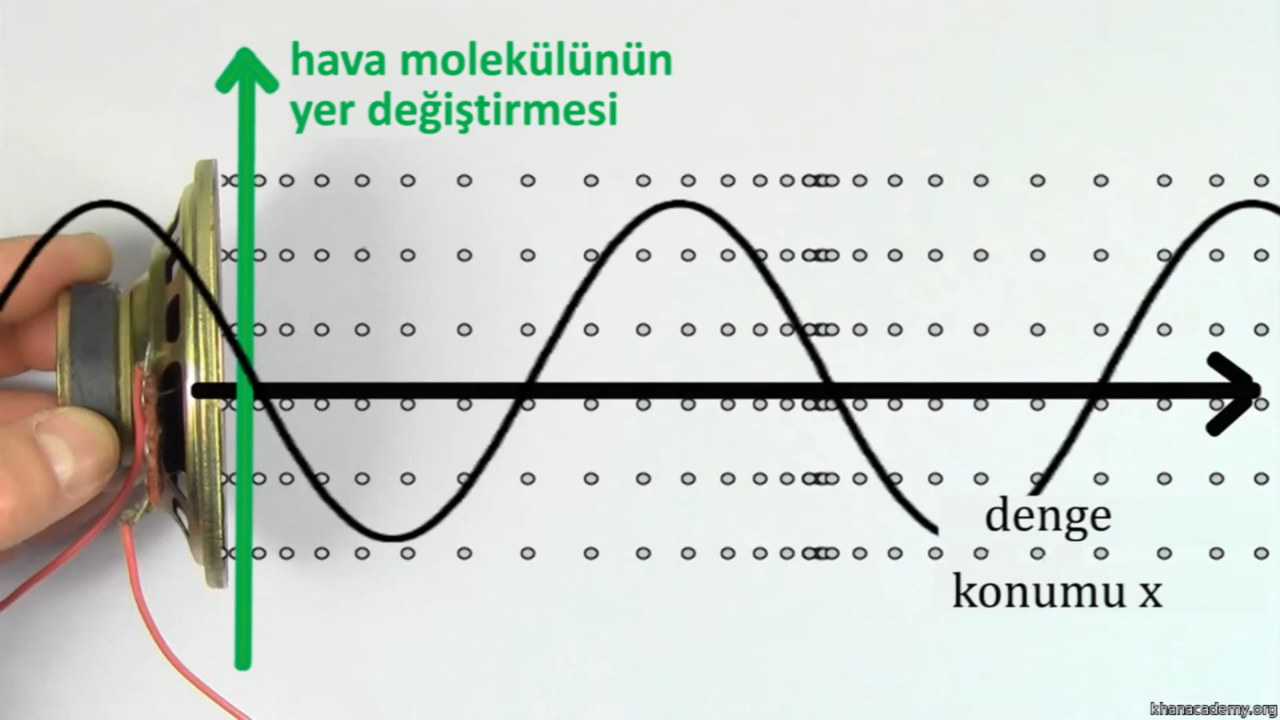 hava molekülünün
yer değiştirmesi
denge
konumu x
khanacademy.org